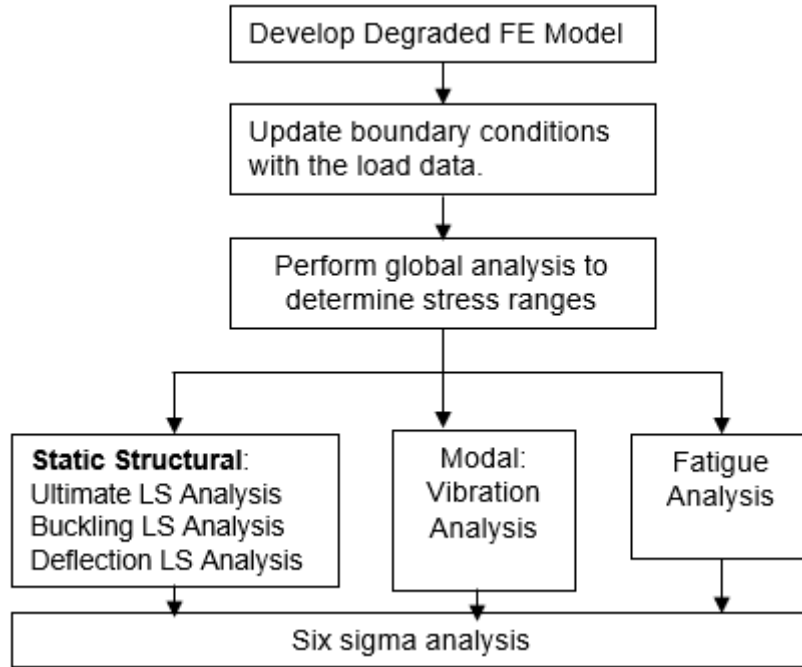 Develop Degraded FE Model
Update boundary conditions
with the load data.
Perform global analysis to
determine stress ranges
Static Structural:
Ultimate LS Analysis
Buckling LS Analysis
Deflection LS Analysis
Modal:
Vibration
Analysis
Fatigue
Analysis
Six sigma analysis